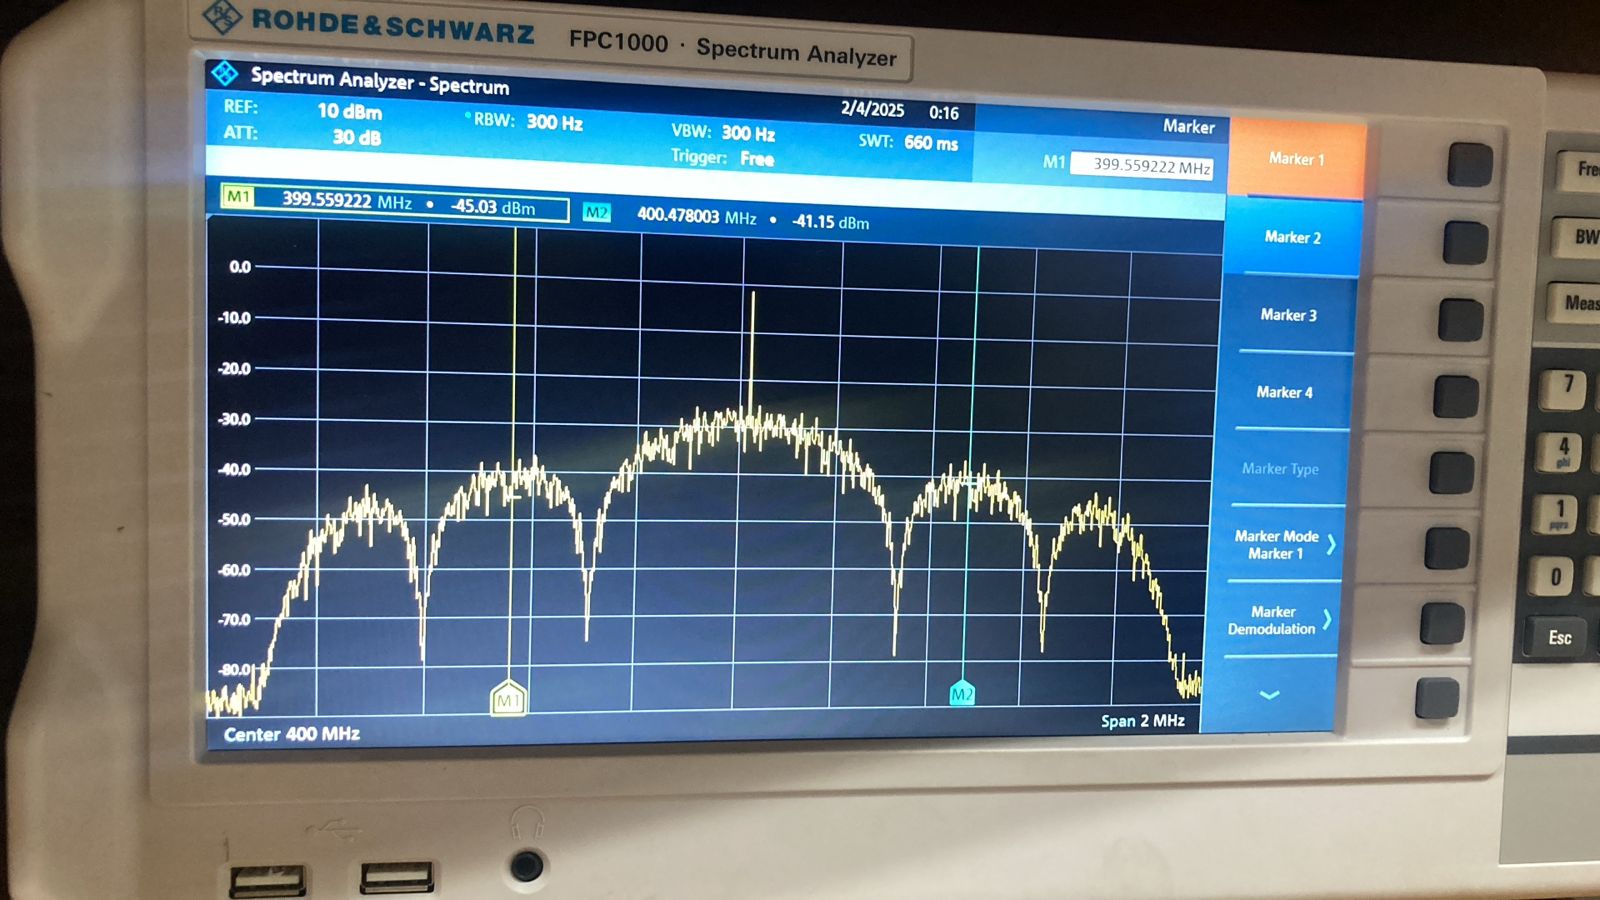 ROHDE&SCHWARZ FPC1000 · Spectrum Analyzer
Spectrum Analyzer - Spectrum
2/4/2025 0:16
REF: 10 dBm RBW: 300 Hz VBW: 300 Hz SWT: 660 ms
ATT: 30 dB Trigger: Free
Marker
M1 399.559222 MHz
M1 399.559222 MHz • -45.03 dBm M2 400.478003 MHz • -41.15 dBm
0.0
-10.0
-20.0
-30.0
-40.0
-50.0
-60.0
-70.0
-80.0
M1 M2
Center 400 MHz Span 2 MHz
Marker 1
Marker 2
Marker 3
Marker 4
Marker Type
Marker Mode
Marker 1
Marker
Demodulation
Fre
BW
Meas
7
4
ghi
1
pqrs
0
Esc